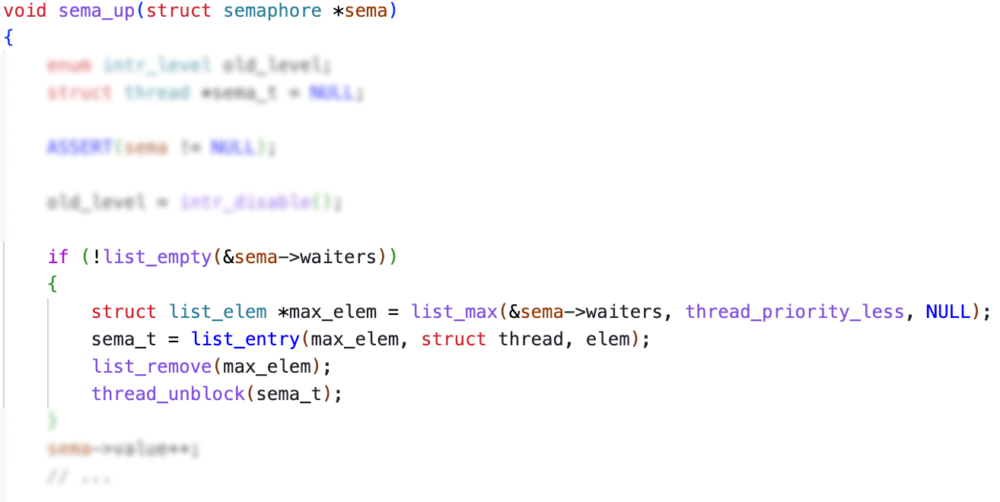 void sema_up(struct semaphore *sema)
{
enum intr_level old_level;
struct thread *sema_t = NULL;
ASSERT(sema != NULL);
old_level = intr_disable();
if (!list_empty(&sema->waiters))
{
struct list_elem *max_elem = list_max(&sema->waiters, thread_priority_less, NULL);
sema_t = list_entry(max_elem, struct thread, elem);
list_remove(max_elem);
thread_unblock(sema_t);
}
sema->value++;
// ...